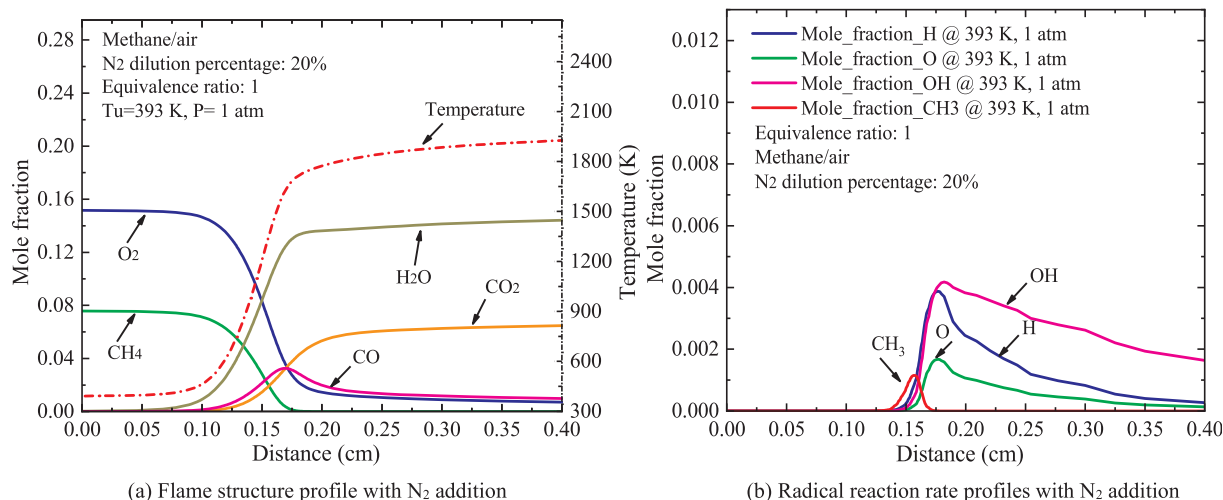 0.28
0.24
0.20
0.16
0.12
0.08
0.04
0.00
Mole fraction
Methane/air
N2 dilution percentage: 20%
Equivalence ratio: 1
Tu=393 K, P= 1 atm
Temperature
O2
H2O
CO2
CH4
CO
2400
2100
1800
1500
1200
900
600
300
Temperature (K)
0.00 0.05 0.10 0.15 0.20 0.25 0.30 0.35 0.40
Distance (cm)
(a) Flame structure profile with N2 addition
0.012
0.010
0.008
0.006
0.004
0.002
0.000
Mole fraction
Mole_fraction_H @ 393 K, 1 atm
Mole_fraction_O @ 393 K, 1 atm
Mole_fraction_OH @ 393 K, 1 atm
Mole_fraction_CH3 @ 393 K, 1 atm
Equivalence ratio: 1
Methane/air
N2 dilution percentage: 20%
OH
H
O
CH3
0.00 0.05 0.10 0.15 0.20 0.25 0.30 0.35 0.40
Distance (cm)
(b) Radical reaction rate profiles with N2 addition